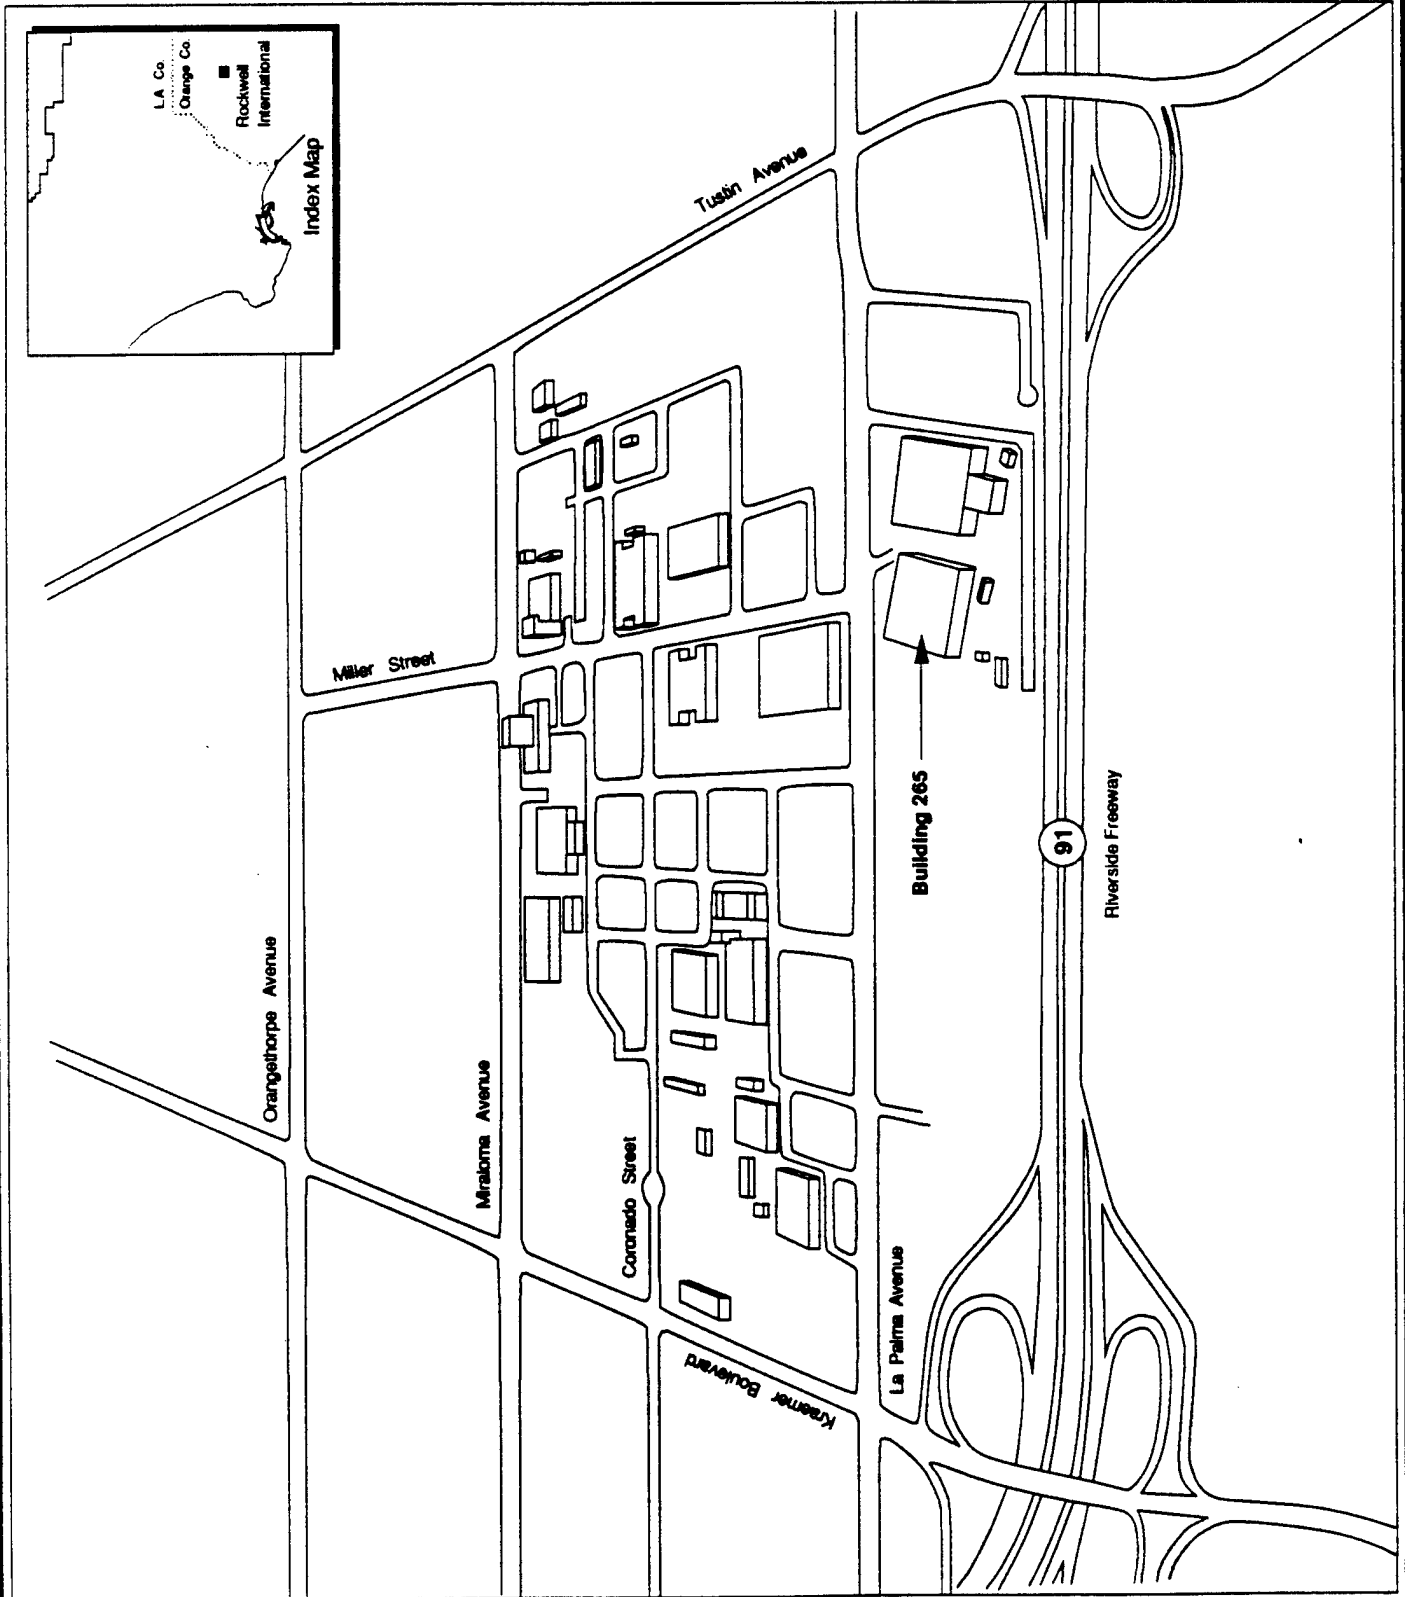 L.A. Co.
Orange Co.
Rockwell
International
Index Map
Tustin Avenue
Miller Street
Orangethorpe Avenue
Miraloma Avenue
Coronado Street
Kraemer Boulevard
La Palma Avenue
Building 265
91
Riverside Freeway